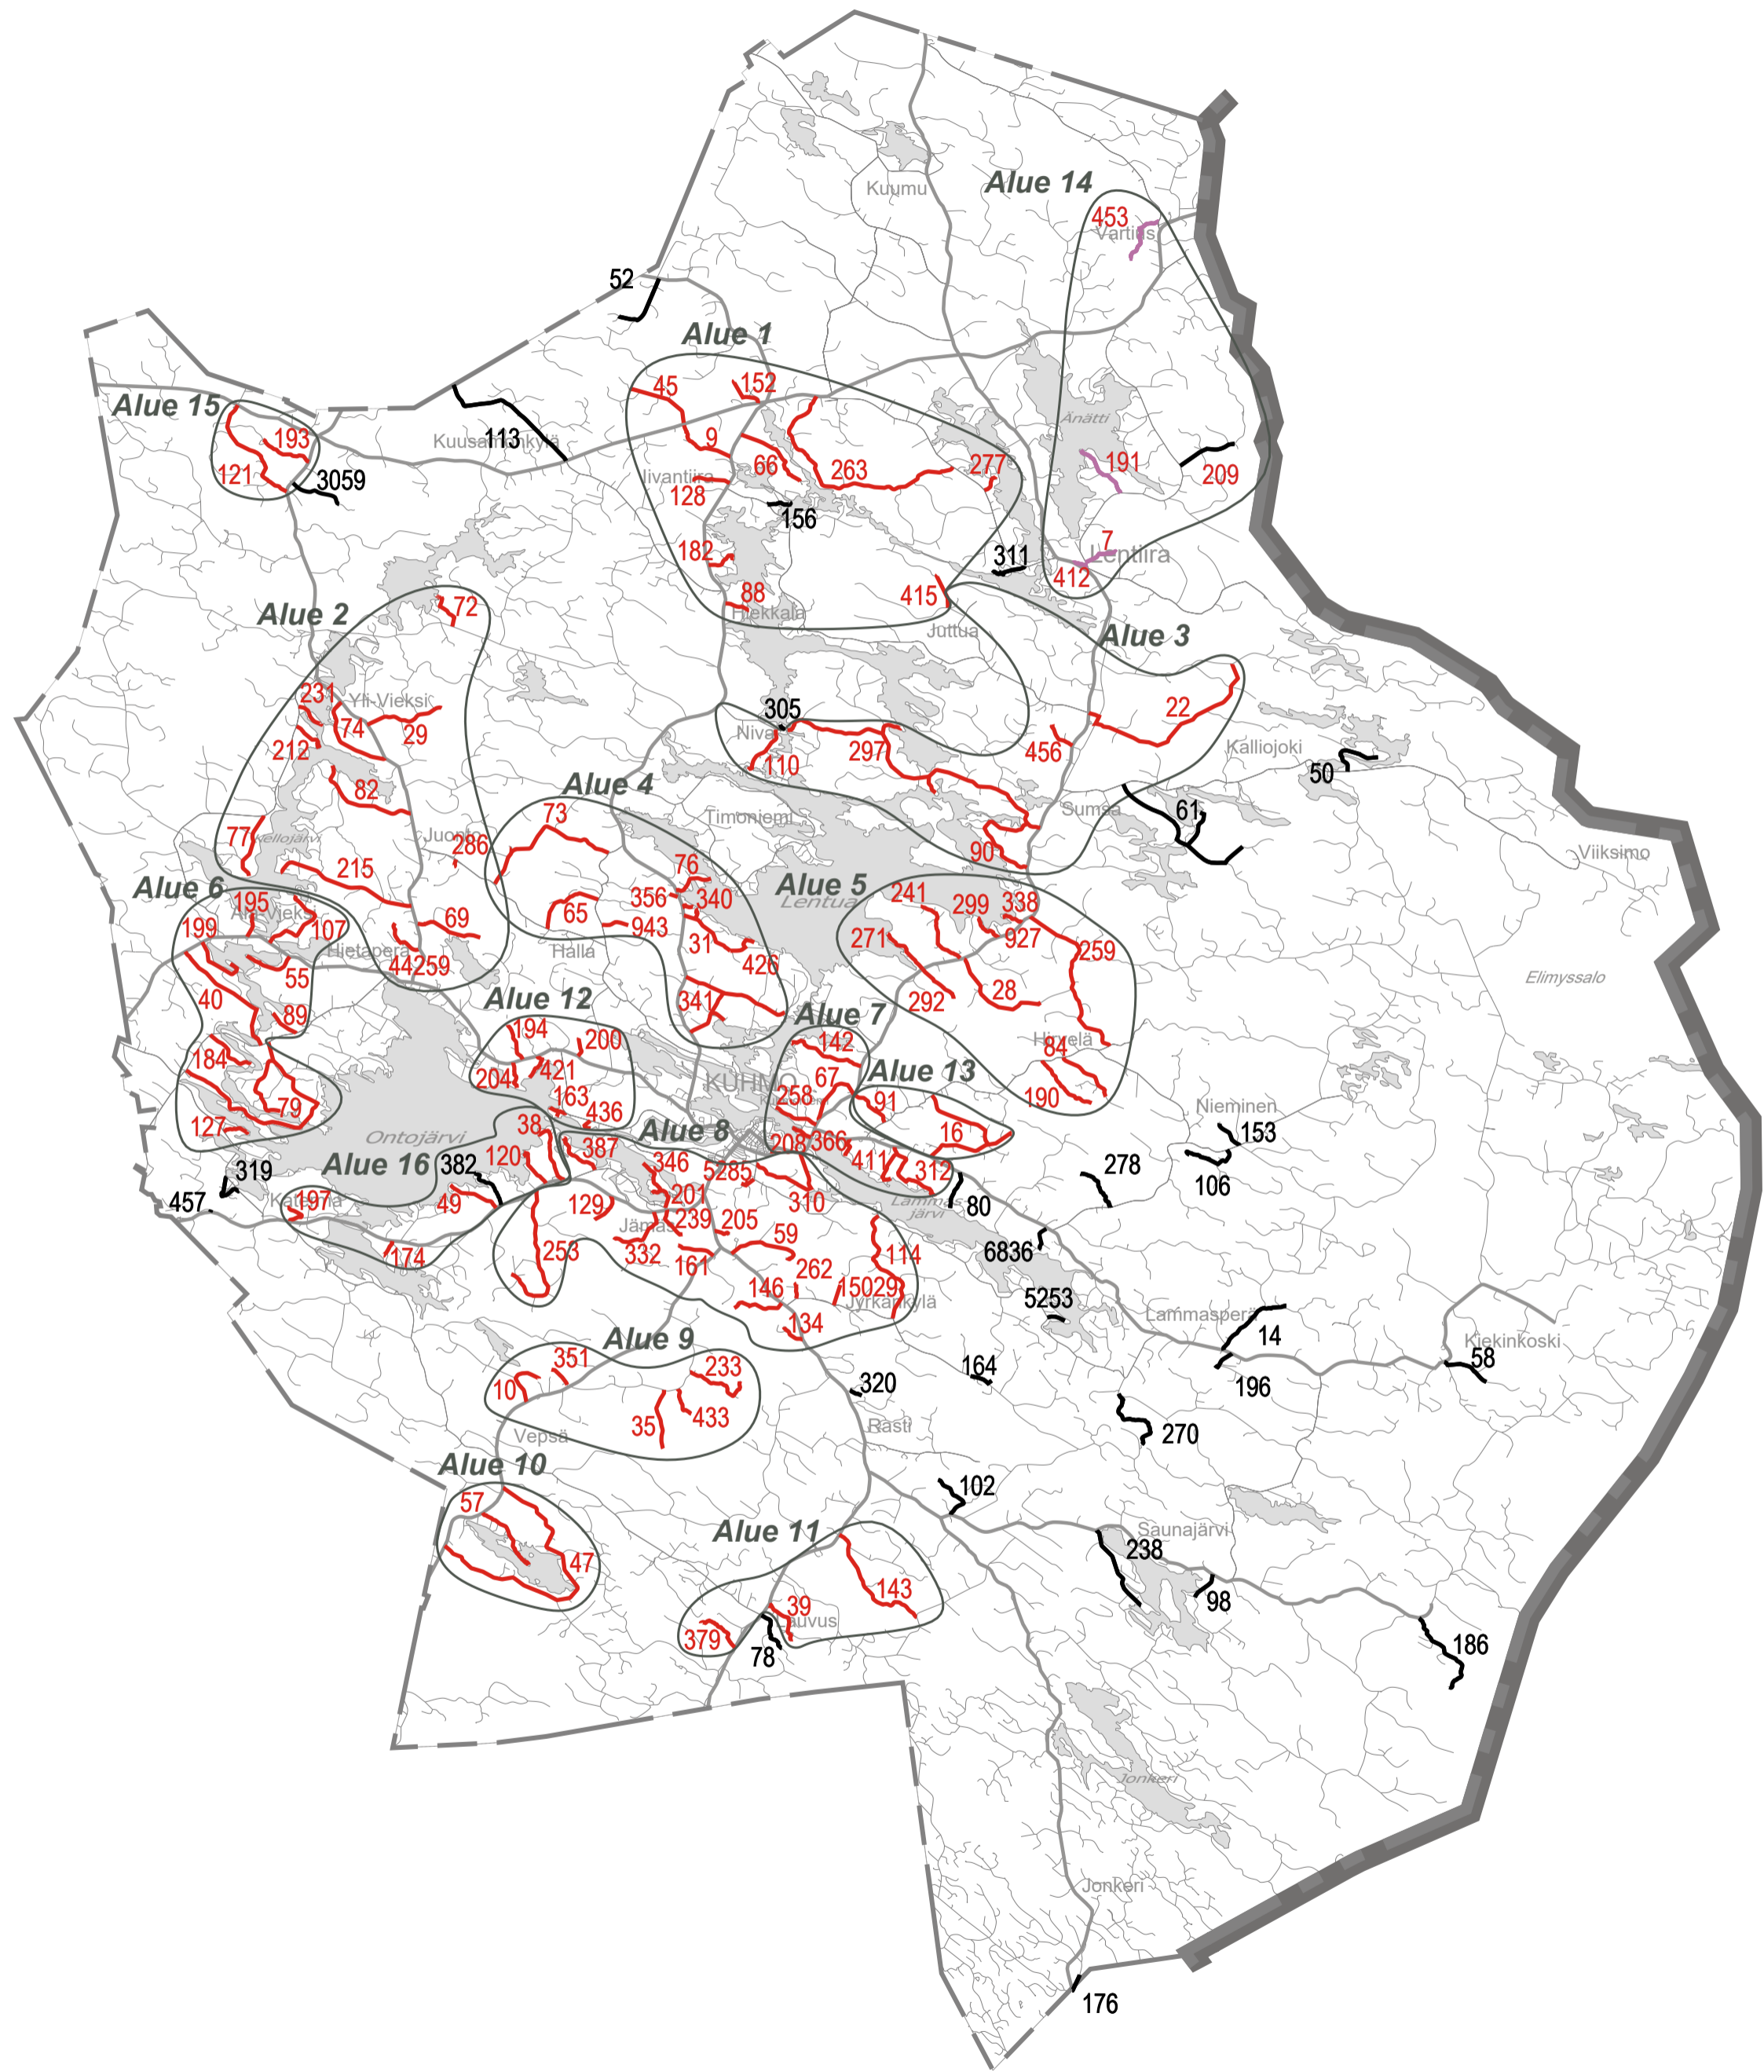 Alue 14
Kuumu
453
Vartius
52
Alue 1
45
152
Alue 15
193
121
3059
Kuusamonkylä
113
9
66
263
277
Iivantiira
128
156
Änätti
191
209
182
311
7
Lentiira
412
88
Hiekkala
415
Juttua
Alue 2
72
Alue 3
231
Yli-Vieksi
74
29
212
82
305
Niva
110
297
456
22
Kalliojoki
50
Alue 4
73
Timoniemi
Sumsa
61
Viiksimo
77
Kellojärvi
Juonto
286
215
90
Alue 6
195
Ala-Vieksi
199
107
Hietaperä
69
44259
55
40
89
76
356
340
65
943
Halla
31
426
341
Alue 5
Lentua
241
299
338
271
927
259
292
28
Elimyssalo
Hirvelä
84
190
Alue 12
194
200
204
421
163
436
Alue 7
142
KUHMO
67
258
Alue 13
91
16
184
79
127
Ontojärvi
38
120
387
Alue 8
208
366
411
312
Nieminen
153
106
278
Alue 16
382
319
457
Katerma
197
49
174
346
5285
201
310
129
Jämäs
239
205
332
161
59
253
262
146
15029
Jyrkänkylä
134
114
Lammas
järvi
80
6836
5253
Lammasperä
14
196
Kiekinkoski
58
Alue 9
351
10
233
35
433
Vepsä
164
320
Rasti
270
Alue 10
57
47
102
Alue 11
143
39
Lauvus
379
78
Saunajärvi
238
98
186
Jonkeri
Jonkeri
176